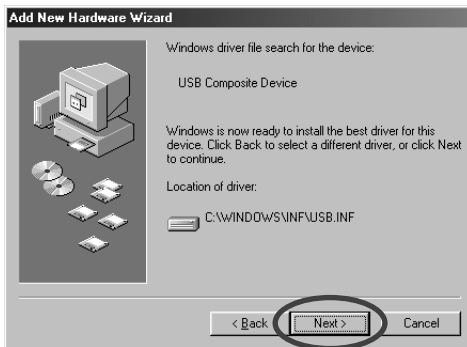 Add New Hardware Wizard
Windows driver file search for the device:
USB Composite Device
Windows is now ready to install the best driver for this
device. Click Back to select a different driver, or click Next
to continue.
Location of driver:
C:\WINDOWS\INF\USB.INF
< Back Next > Cancel